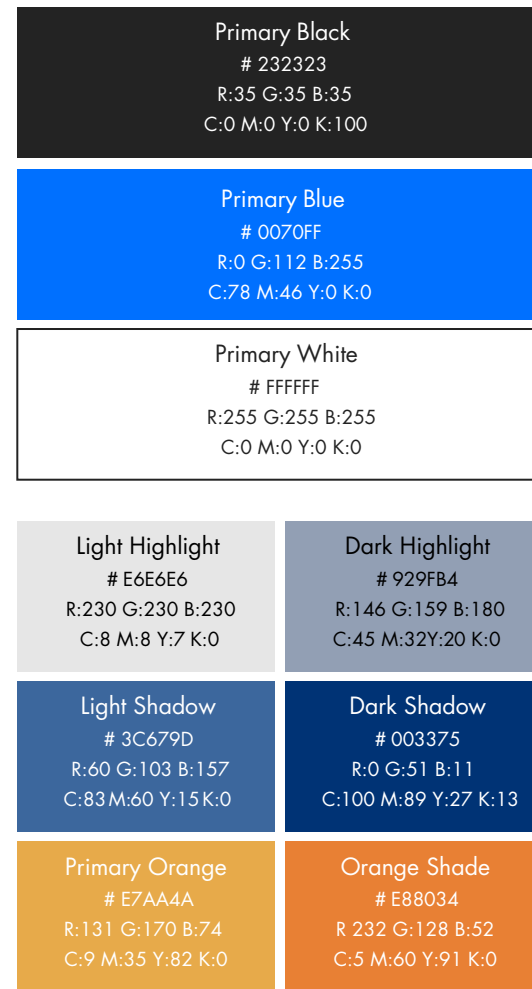 Primary Black
# 232323
R:35 G:35 B:35
C:0 M:0 Y:0 K:100
Primary Blue
# 0070FF
R:0 G:112 B:255
C:78 M:46 Y:0 K:0
Primary White
# FFFFFF
R:255 G:255 B:255
C:0 M:0 Y:0 K:0
Light Highlight
# E6E6E6
R:230 G:230 B:230
C:8 M:8 Y:7 K:0
Dark Highlight
# 929FB4
R:146 G:159 B:180
C:45 M:32Y:20 K:0
Light Shadow
# 3C679D
R:60 G:103 B:157
C:83 M:60 Y:15 K:0
Dark Shadow
# 003375
R:0 G:51 B:11
C:100 M:89 Y:27 K:13
Primary Orange
# E7AA4A
R:131 G:170 B:74
C:9 M:35 Y:82 K:0
Orange Shade
# E88034
R 232 G:128 B:52
C:5 M:60 Y:91 K:0